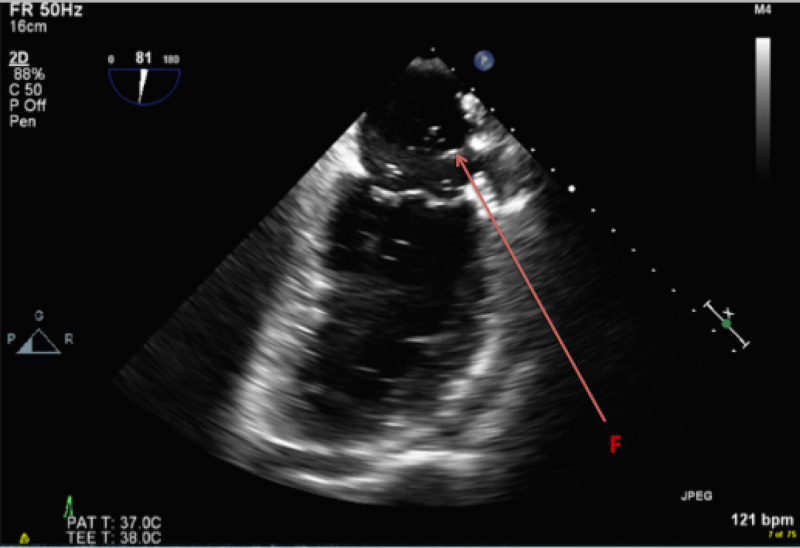 FR 50Hz
16cm
M4
2D
88%
C 50
P Off
Pen
0 81 180
P
G
P R
x
F
JPEG
PAT T: 37.0C
TEE T: 38.0C
121 bpm
7 of 75